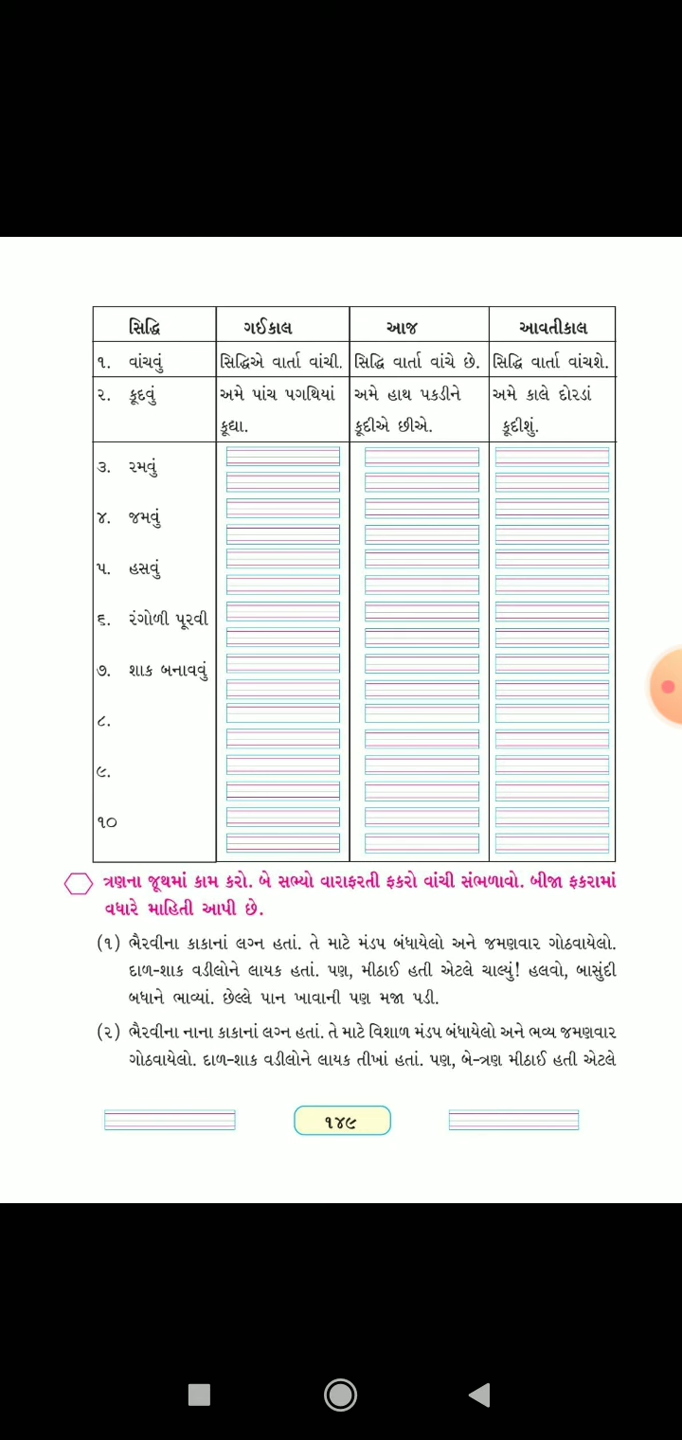 સિદ્ધિ ગઈકાલ આજ આવતીકાલ
૧. વાંચવું સિદ્ધિએ વાર્તા વાંચી. સિદ્ધિ વાર્તા વાંચે છે. સિદ્ધિ વાર્તા વાંચશે.
૨. કૂદવું અમે પાંચ પગથિયાં અમે હાથ પકડીને અમે કાલે દોરડાં
કૂદ્યા. કૂદીએ છીએ. કૂદીશું.
૩. રમવું
૪. જમવું
૫. હસવું
૬. રંગોળી પૂરવી
૭. શાક બનાવવું
૮.
૯.
૧૦
ત્રણના જૂથમાં કામ કરો. બે સભ્યો વારાફરતી ફકરો વાંચી સંભળાવો. બીજા ફકરામાં
વધારે માહિતી આપી છે.
(૧) ભૈરવીના કાકાનાં લગ્ન હતાં. તે માટે મંડપ બંધાયેલો અને જમણવાર ગોઠવાયેલો.
દાળ-શાક વડીલોને લાયક હતાં. પણ, મીઠાઈ હતી એટલે ચાલ્યું! હલવો, બાસુંદી
બધાને ભાવ્યાં. છેલ્લે પાન ખાવાની પણ મજા પડી.
(૨) ભૈરવીના નાના કાકાનાં લગ્ન હતાં. તે માટે વિશાળ મંડપ બંધાયેલો અને ભવ્ય જમણવાર
ગોઠવાયેલો. દાળ-શાક વડીલોને લાયક તીખાં હતાં. પણ, બે-ત્રણ મીઠાઈ હતી એટલે
૧૪૯